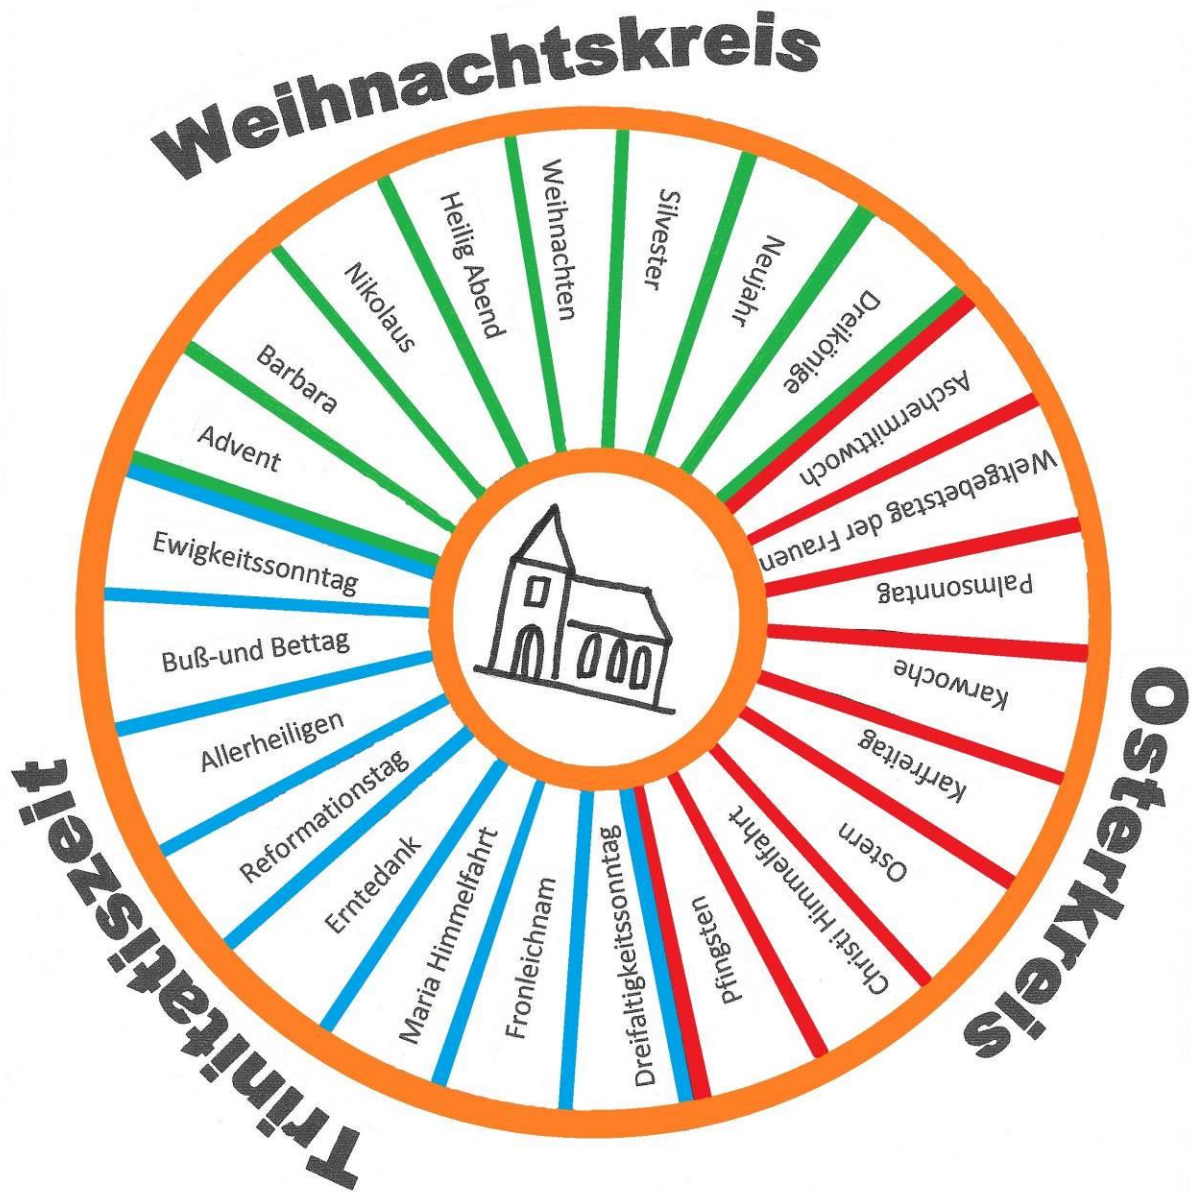 Weihnachtskreis
Advent
Barbara
Nikolaus
Heilig Abend
Weihnachten
Silvester
Neujahr
Dreikönige
Osterkreis
Aschermittwoch
Weltgebetstag der Frauen
Palmsonntag
Karwoche
Karfreitag
Ostern
Christi Himmelfahrt
Pfingsten
Trinitatiszeit
Dreifaltigkeitssonntag
Fronleichnam
Maria Himmelfahrt
Erntedank
Reformationstag
Allerheiligen
Buß-und Bettag
Ewigkeitssonntag